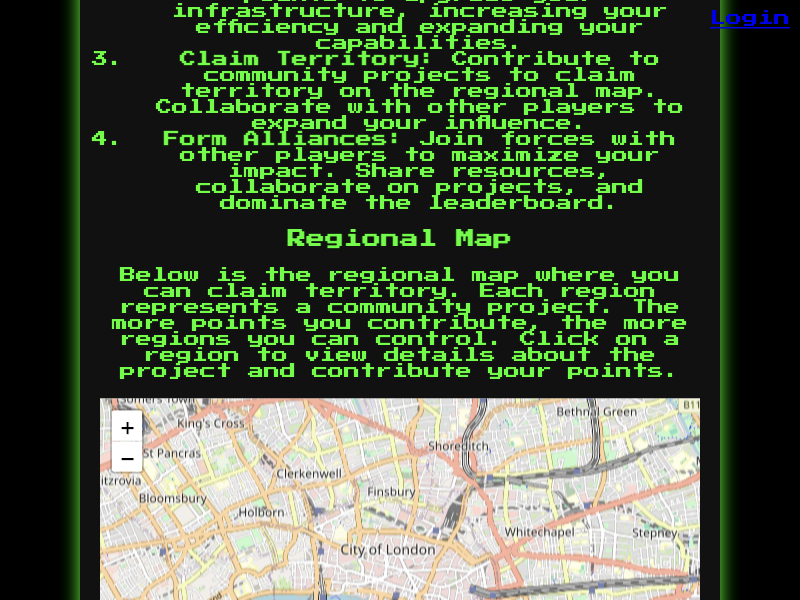 Login
infrastructure, increasing your
efficiency and expanding your
capabilities.
3. Claim Territory: Contribute to
community projects to claim
territory on the regional map.
Collaborate with other players to
expand your influence.
4. Form Alliances: Join forces with
other players to maximize your
impact. Share resources,
collaborate on projects, and
dominate the leaderboard.
Regional Map
Below is the regional map where you
can claim territory. Each region
represents a community project. The
more points you contribute, the more
regions you can control. Click on a
region to view details about the
project and contribute your points.
Somers Town
B11
Bethnal Green
King's Cross
+
Shoreditch
St Pancras
−
Clerkenwell
itzrovia
Finsbury
Bloomsbury
Holborn
Whitechapel
Stepney
City of London